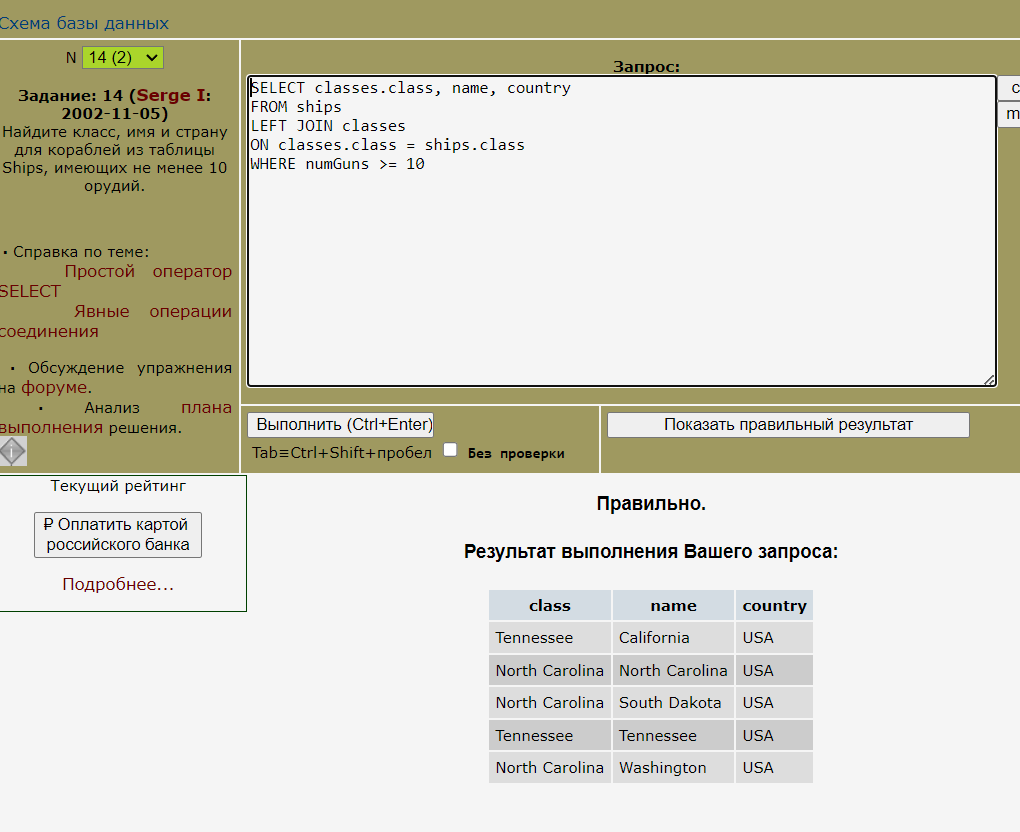 Схема базы данных
N 14 (2)
Задание: 14 (Serge I:
2002-11-05)
Найдите класс, имя и страну
для кораблей из таблицы
Ships, имеющих не менее 10
орудий.
· Справка по теме:
Простой оператор
SELECT
Явные операции
соединения
· Обсуждение упражнения
на форуме.
· Анализ плана
выполнения решения.
Запрос:
SELECT classes.class, name, country
FROM ships
LEFT JOIN classes
ON classes.class = ships.class
WHERE numGuns >= 10
Выполнить (Ctrl+Enter)
Tab≡Ctrl+Shift+пробел Без проверки
Показать правильный результат
Текущий рейтинг
₽ Оплатить картой
российского банка
Подробнее...
Правильно.
Результат выполнения Вашего запроса:
class name country
Tennessee California USA
North Carolina North Carolina USA
North Carolina South Dakota USA
Tennessee Tennessee USA
North Carolina Washington USA